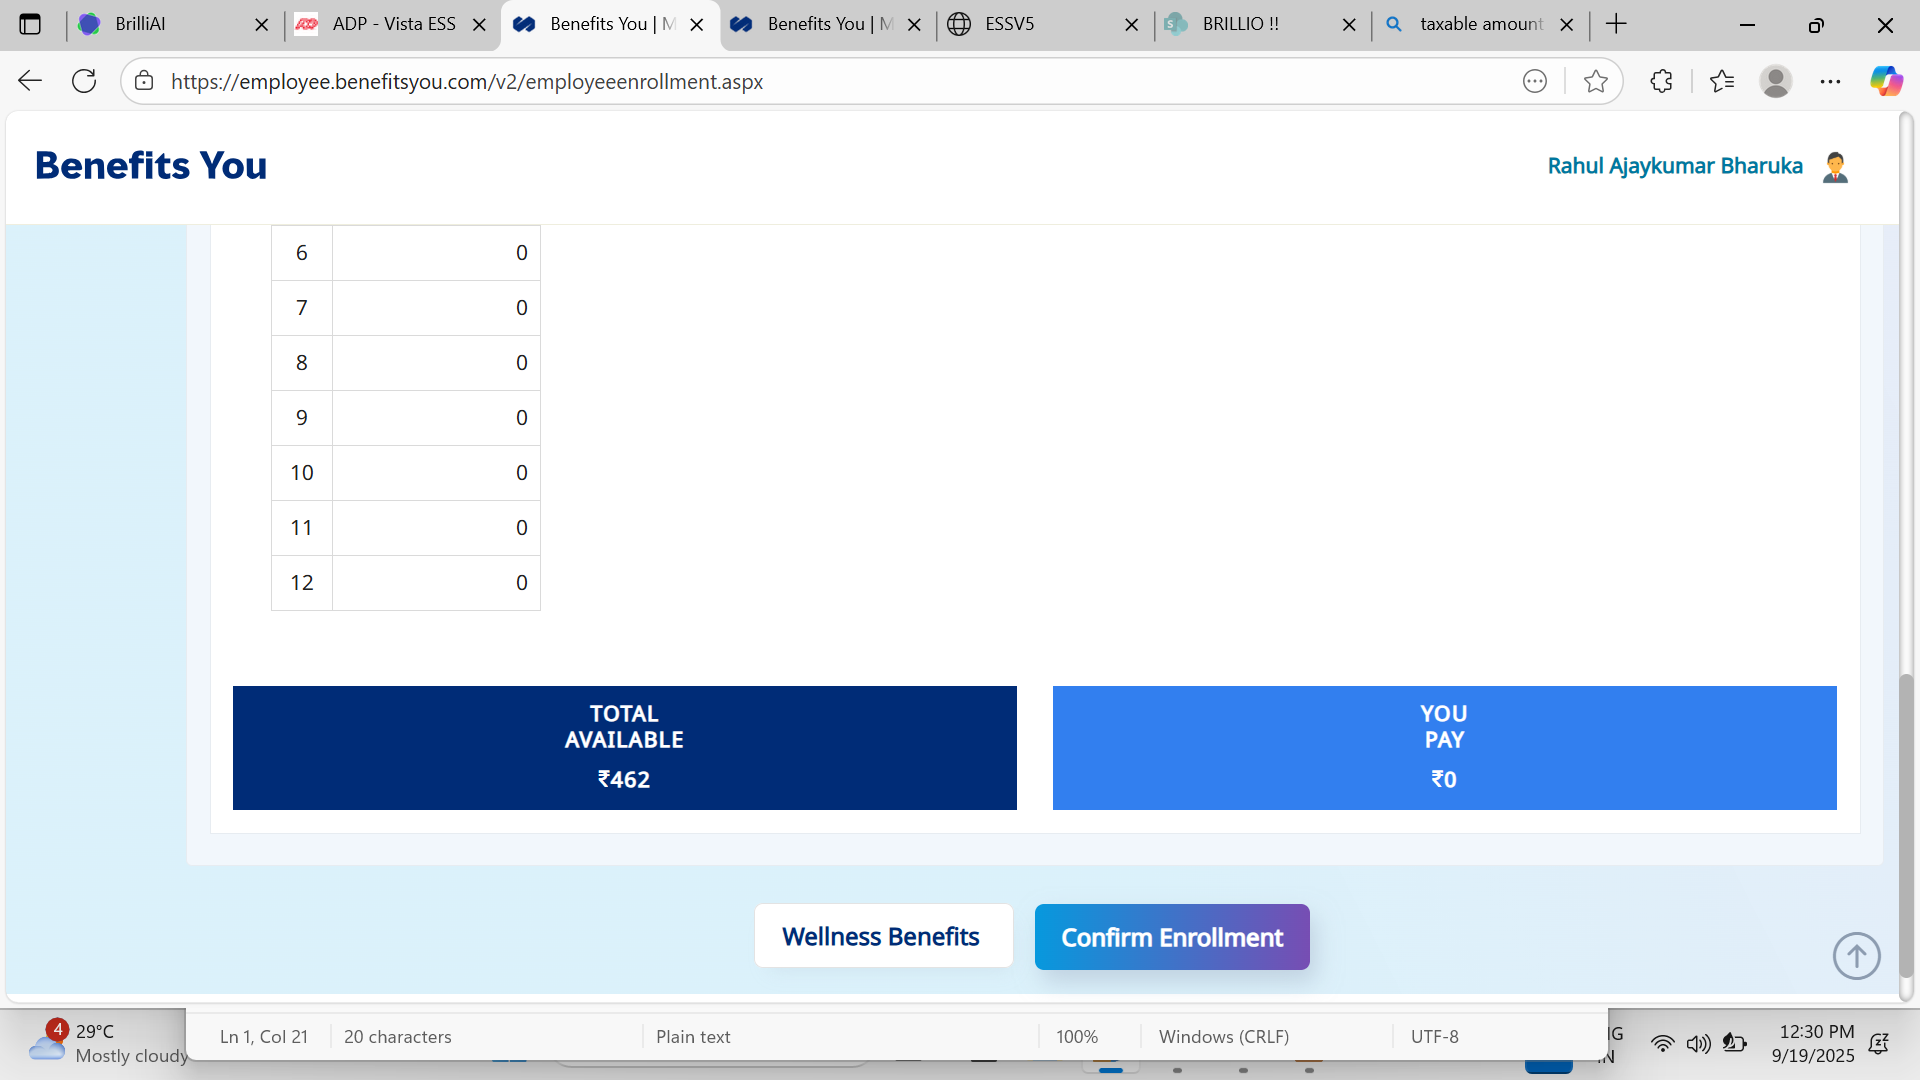 BrilliAI
ADP - Vista ESS
Benefits You | M
Benefits You | M
ESSV5
BRILLIO !!
taxable amount
https://employee.benefitsyou.com/v2/employeeenrollment.aspx
Benefits You
Rahul Ajaykumar Bharuka
6 0
7 0
8 0
9 0
10 0
11 0
12 0
TOTAL
AVAILABLE
₹462
YOU
PAY
₹0
Wellness Benefits
Confirm Enrollment
Ln 1, Col 21
20 characters
Plain text
100%
Windows (CRLF)
UTF-8
4
29°C
Mostly cloudy
12:30 PM
9/19/2025